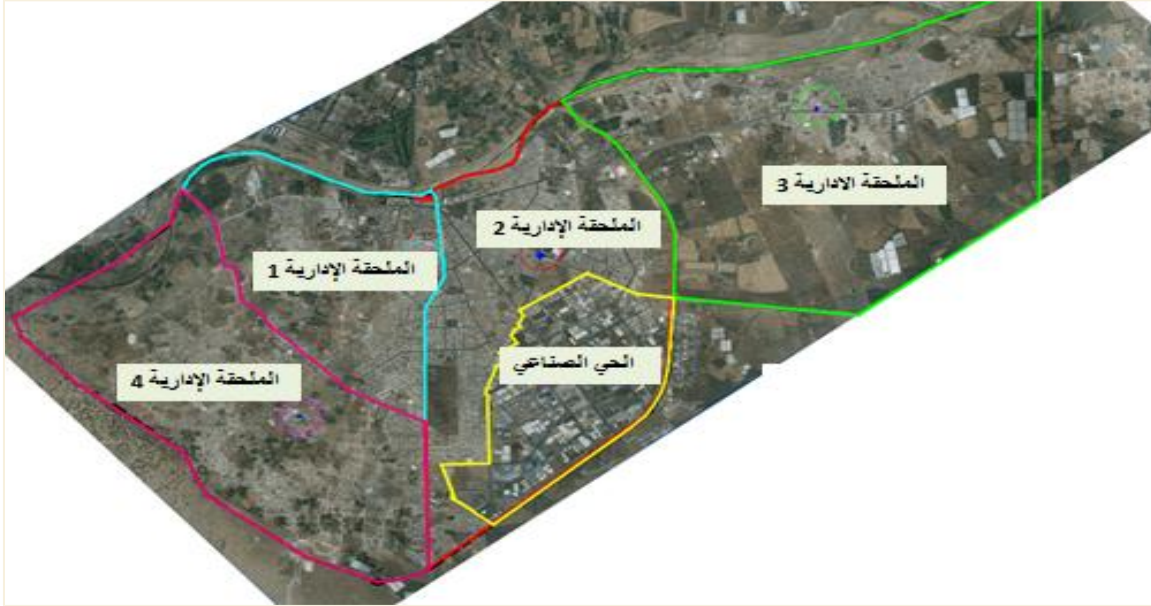 الملحقة الادارية 3
الملحقة الإدارية 2
الملحقة الإدارية 1
الحي الصناعي
الملحقة الإدارية 4